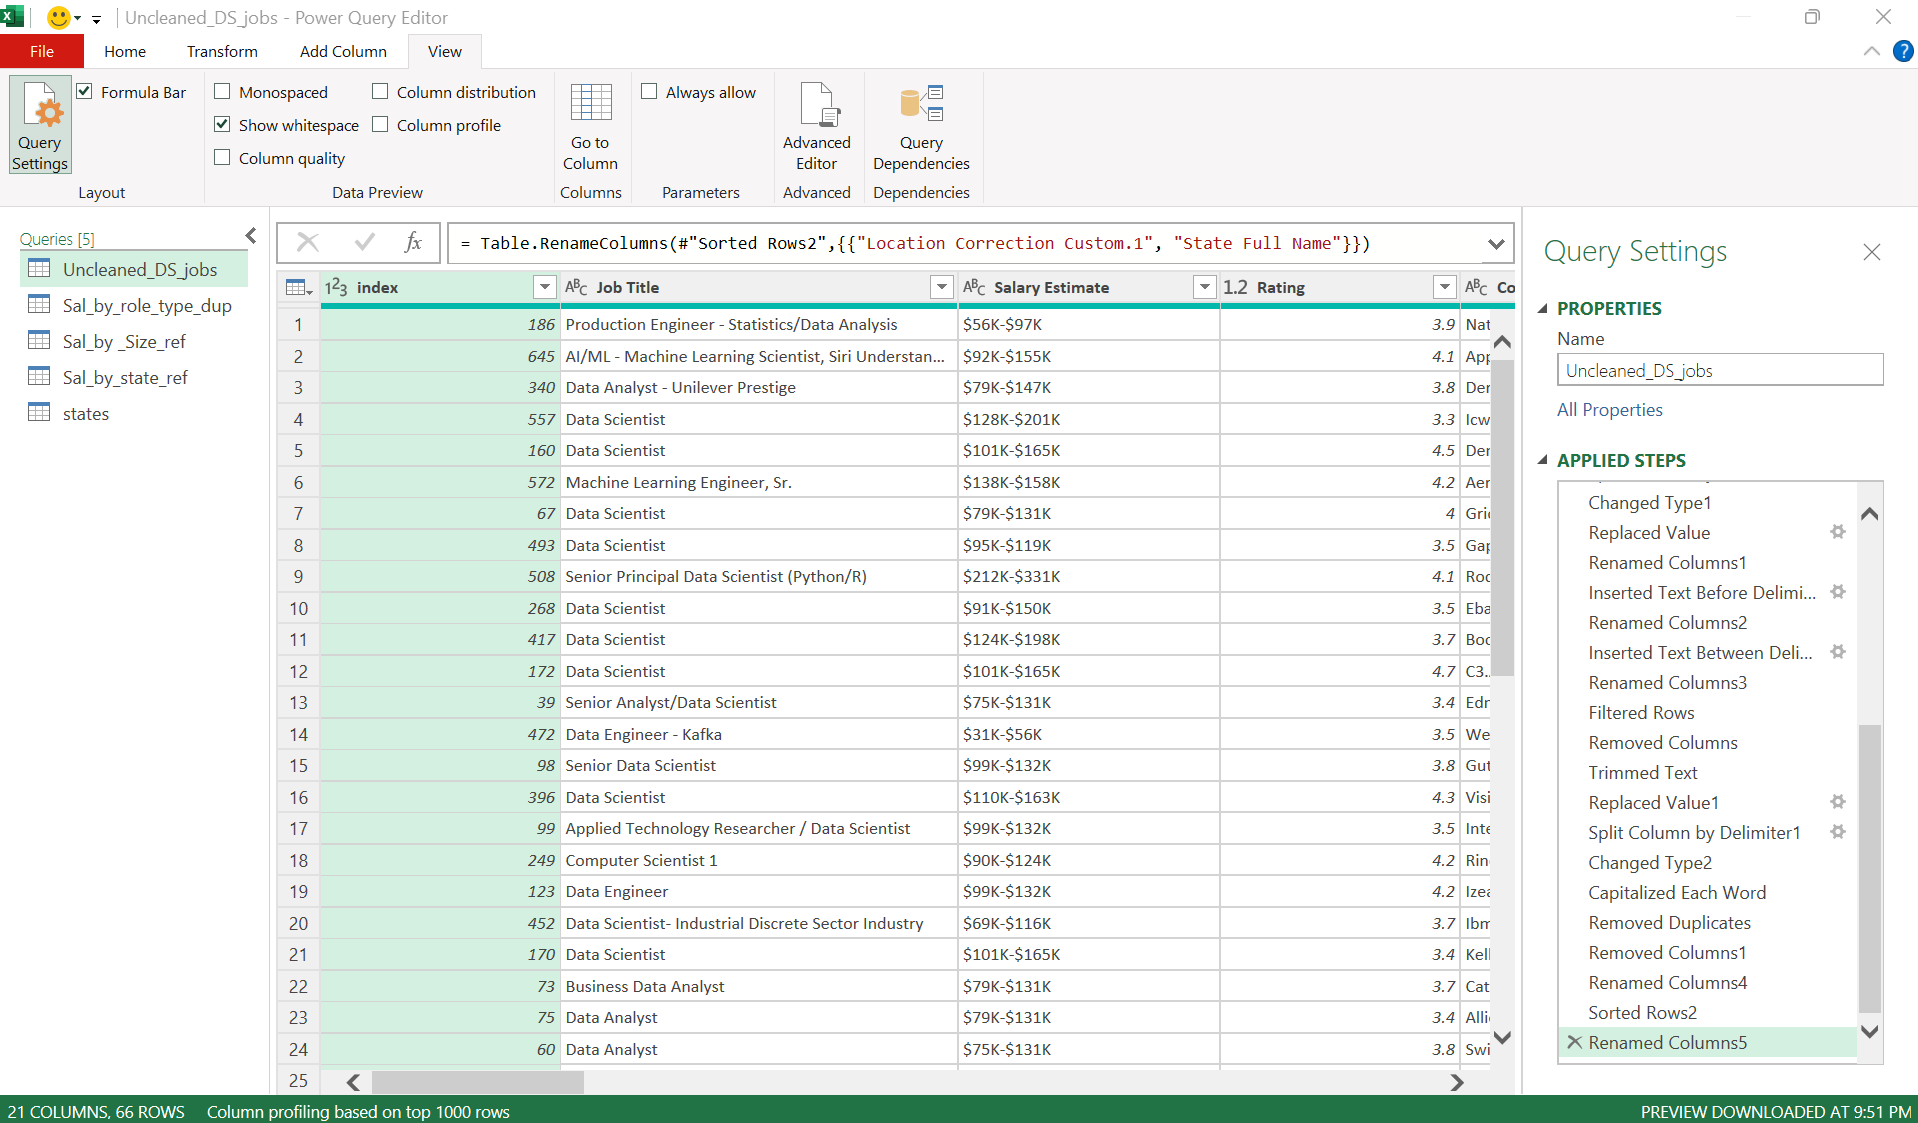 Uncleaned_DS_jobs - Power Query Editor
File Home Transform Add Column View
Query Settings
Formula Bar
Layout
Monospaced
Show whitespace
Column quality
Column distribution
Column profile
Data Preview
Go to Column
Columns
Always allow
Parameters
Advanced Editor
Advanced
Query Dependencies
Dependencies
Queries [5]
Uncleaned_DS_jobs
Sal_by_role_type_dup
Sal_by _Size_ref
Sal_by_state_ref
states
fx = Table.RenameColumns(#"Sorted Rows2",{{"Location Correction Custom.1", "State Full Name"}})
123 index ABC Job Title ABC Salary Estimate 1.2 Rating ABC Co
1 186 Production Engineer - Statistics/Data Analysis $56K-$97K 3.9 Nat
2 645 AI/ML - Machine Learning Scientist, Siri Understan... $92K-$155K 4.1 App
3 340 Data Analyst - Unilever Prestige $79K-$147K 3.8 Der
4 557 Data Scientist $128K-$201K 3.3 Icw
5 160 Data Scientist $101K-$165K 4.5 Der
6 572 Machine Learning Engineer, Sr. $138K-$158K 4.2 Aer
7 67 Data Scientist $79K-$131K 4 Gri
8 493 Data Scientist $95K-$119K 3.5 Gap
9 508 Senior Principal Data Scientist (Python/R) $212K-$331K 4.1 Roc
10 268 Data Scientist $91K-$150K 3.5 Eba
11 417 Data Scientist $124K-$198K 3.7 Boo
12 172 Data Scientist $101K-$165K 4.7 C3.
13 39 Senior Analyst/Data Scientist $75K-$131K 3.4 Edr
14 472 Data Engineer - Kafka $31K-$56K 3.5 We
15 98 Senior Data Scientist $99K-$132K 3.8 Gut
16 396 Data Scientist $110K-$163K 4.3 Visi
17 99 Applied Technology Researcher / Data Scientist $99K-$132K 3.5 Inte
18 249 Computer Scientist 1 $90K-$124K 4.2 Rin
19 123 Data Engineer $99K-$132K 4.2 Izea
20 452 Data Scientist- Industrial Discrete Sector Industry $69K-$116K 3.7 Ibm
21 170 Data Scientist $101K-$165K 3.4 Kell
22 73 Business Data Analyst $79K-$131K 3.7 Cat
23 75 Data Analyst $79K-$131K 3.4 Alli
24 60 Data Analyst $75K-$131K 3.8 Swi
25
Query Settings
PROPERTIES
Name
Uncleaned_DS_jobs
All Properties
APPLIED STEPS
Changed Type1
Replaced Value
Renamed Columns1
Inserted Text Before Delimi...
Renamed Columns2
Inserted Text Between Deli...
Renamed Columns3
Filtered Rows
Removed Columns
Trimmed Text
Replaced Value1
Split Column by Delimiter1
Changed Type2
Capitalized Each Word
Removed Duplicates
Removed Columns1
Renamed Columns4
Sorted Rows2
Renamed Columns5
21 COLUMNS, 66 ROWS Column profiling based on top 1000 rows PREVIEW DOWNLOADED AT 9:51 PM